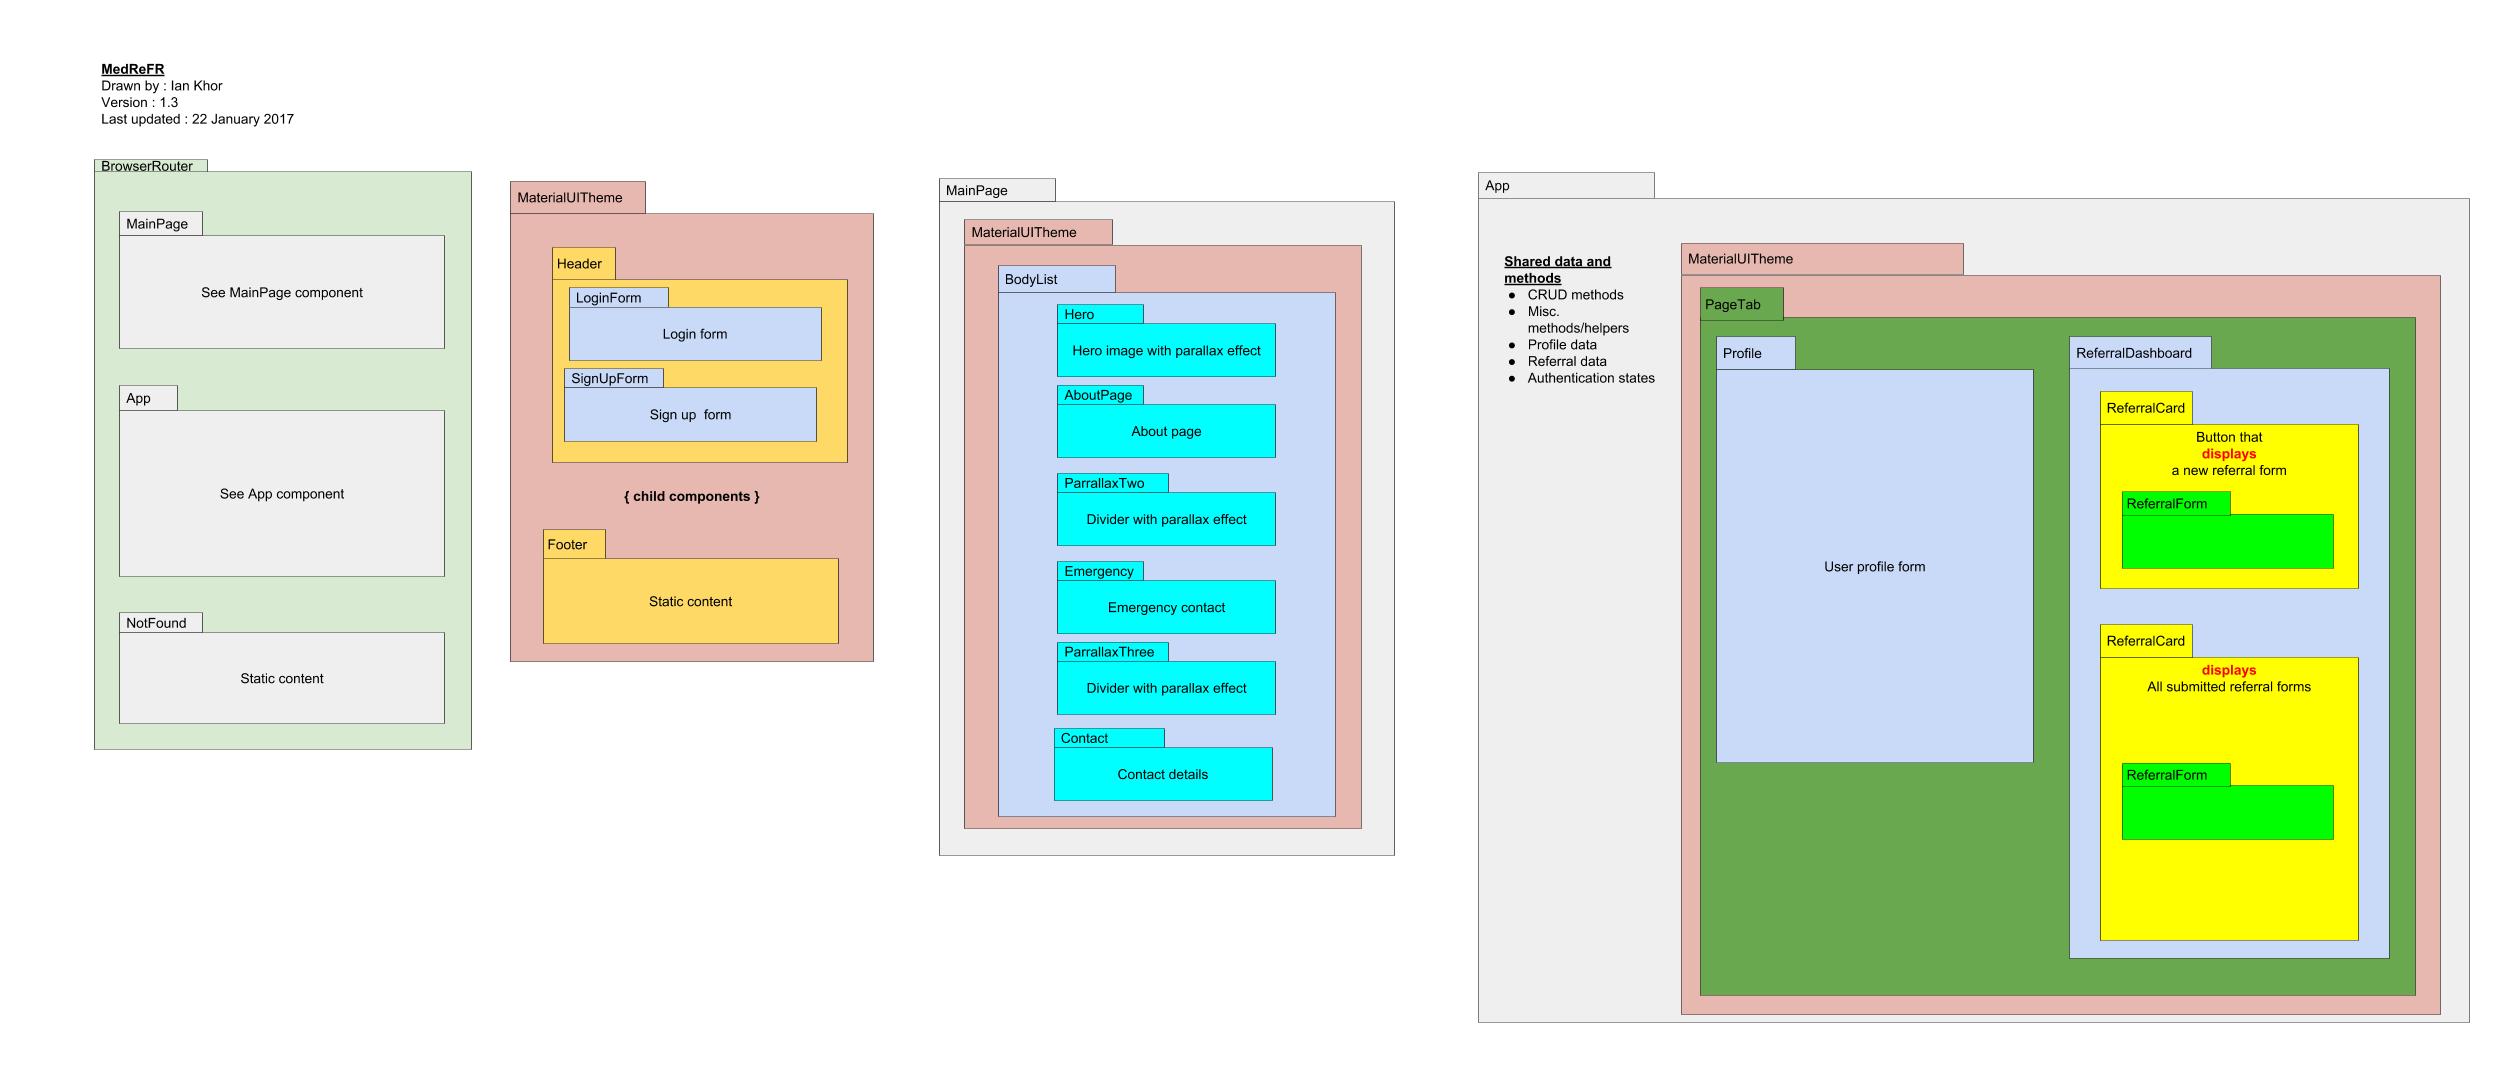 MedReFR
Drawn by : Ian Khor
Version : 1.3
Last updated : 22 January 2017
BrowserRouter
MainPage
See MainPage component
App
See App component
NotFound
Static content
MaterialUITheme
Header
LoginForm
Login form
SignUpForm
Sign up  form
{ child components }
Footer
Static content
MainPage
MaterialUITheme
BodyList
Hero
Hero image with parallax effect
AboutPage
About page
ParrallaxTwo
Divider with parallax effect
Emergency
Emergency contact
ParrallaxThree
Divider with parallax effect
Contact
Contact details
App
Shared data and
methods
● CRUD methods
● Misc.
methods/helpers
● Profile data
● Referral data
● Authentication states
MaterialUITheme
PageTab
Profile
User profile form
ReferralDashboard
ReferralCard
Button that
displays
a new referral form
ReferralForm
ReferralCard
displays
All submitted referral forms
ReferralForm